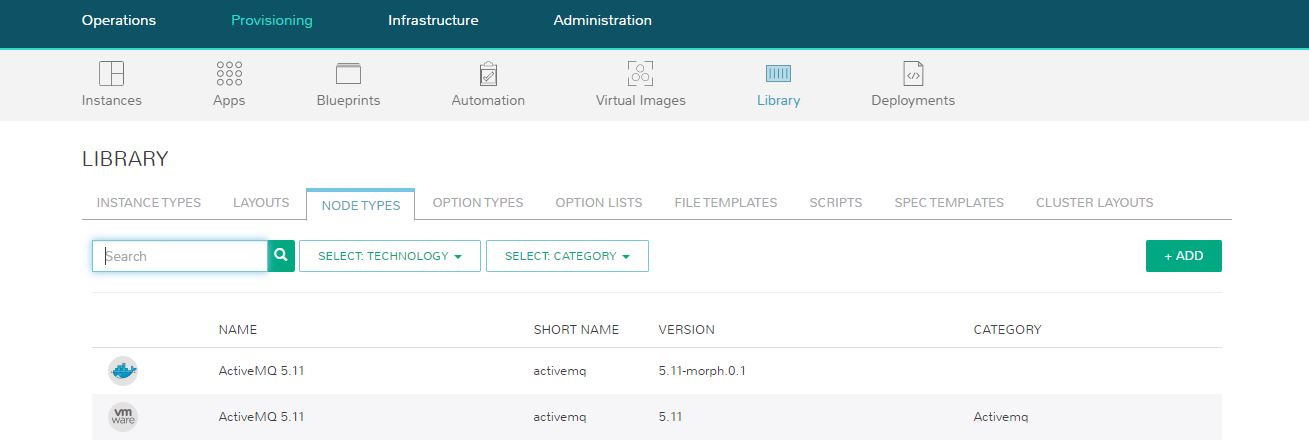 Operations Provisioning Infrastructure Administration
Instances Apps Blueprints Automation Virtual Images Library Deployments
LIBRARY
INSTANCE TYPES LAYOUTS NODE TYPES OPTION TYPES OPTION LISTS FILE TEMPLATES SCRIPTS SPEC TEMPLATES CLUSTER LAYOUTS
Search SELECT: TECHNOLOGY SELECT: CATEGORY + ADD
NAME SHORT NAME VERSION CATEGORY
ActiveMQ 5.11 activemq 5.11-morph.0.1
vm
ware ActiveMQ 5.11 activemq 5.11 Activemq